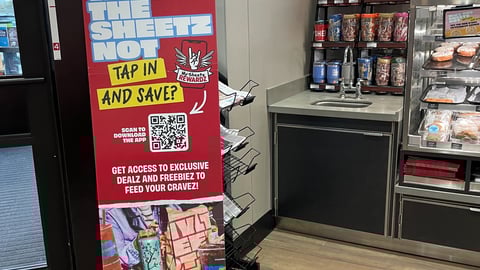 THE
SHEETZ
NOT
TAP IN
AND SAVE?
My Sheetz
REWARDZ
SCAN TO
DOWNLOAD
THE APP
GET ACCESS TO EXCLUSIVE
DEALZ AND FREEBIEZ TO
FEED YOUR CRAVEZ!